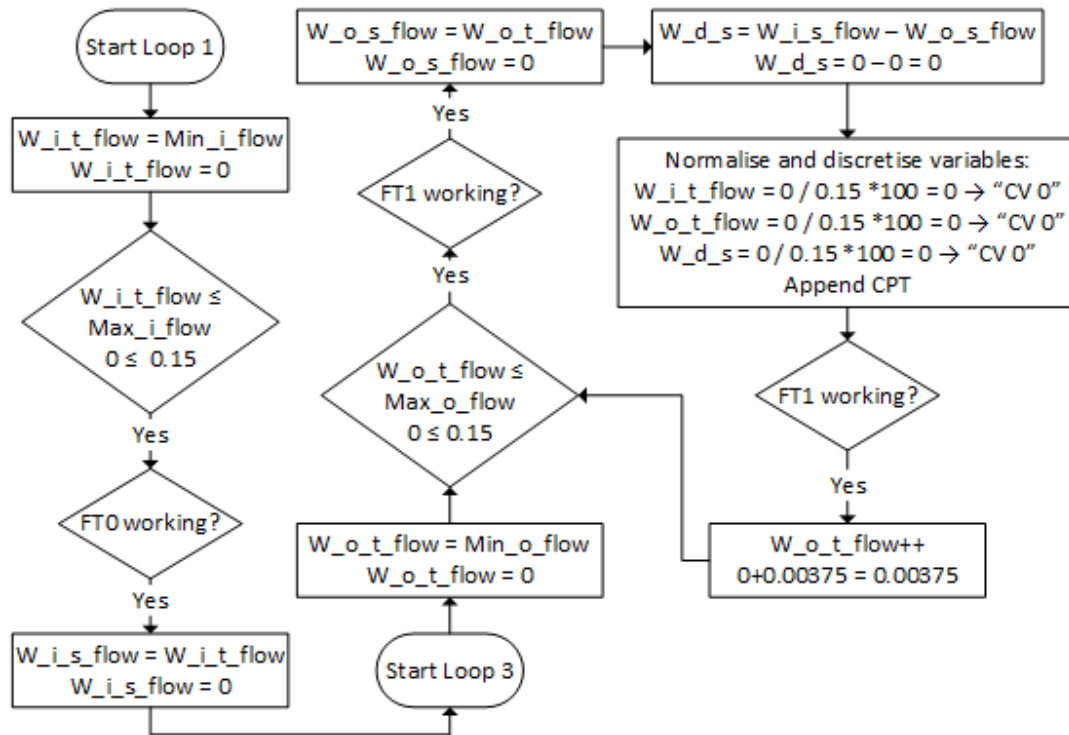 Start Loop 1
W_i_t_flow = Min_i_flow
W_i_t_flow = 0
W_i_t_flow ≤
Max_i_flow
0 ≤ 0.15
Yes
FT0 working?
Yes
W_i_s_flow = W_i_t_flow
W_i_s_flow = 0
Start Loop 3
W_o_t_flow = Min_o_flow
W_o_t_flow = 0
W_o_t_flow ≤
Max_o_flow
0 ≤ 0.15
Yes
FT1 working?
Yes
W_o_s_flow = W_o_t_flow
W_o_s_flow = 0
W_d_s = W_i_s_flow – W_o_s_flow
W_d_s = 0 – 0 = 0
Normalise and discretise variables:
W_i_t_flow = 0 / 0.15 *100 = 0 → “CV 0”
W_o_t_flow = 0 / 0.15 *100 = 0 → “CV 0”
W_d_s = 0 / 0.15 *100 = 0 → “CV 0”
Append CPT
FT1 working?
Yes
W_o_t_flow++
0+0.00375 = 0.00375